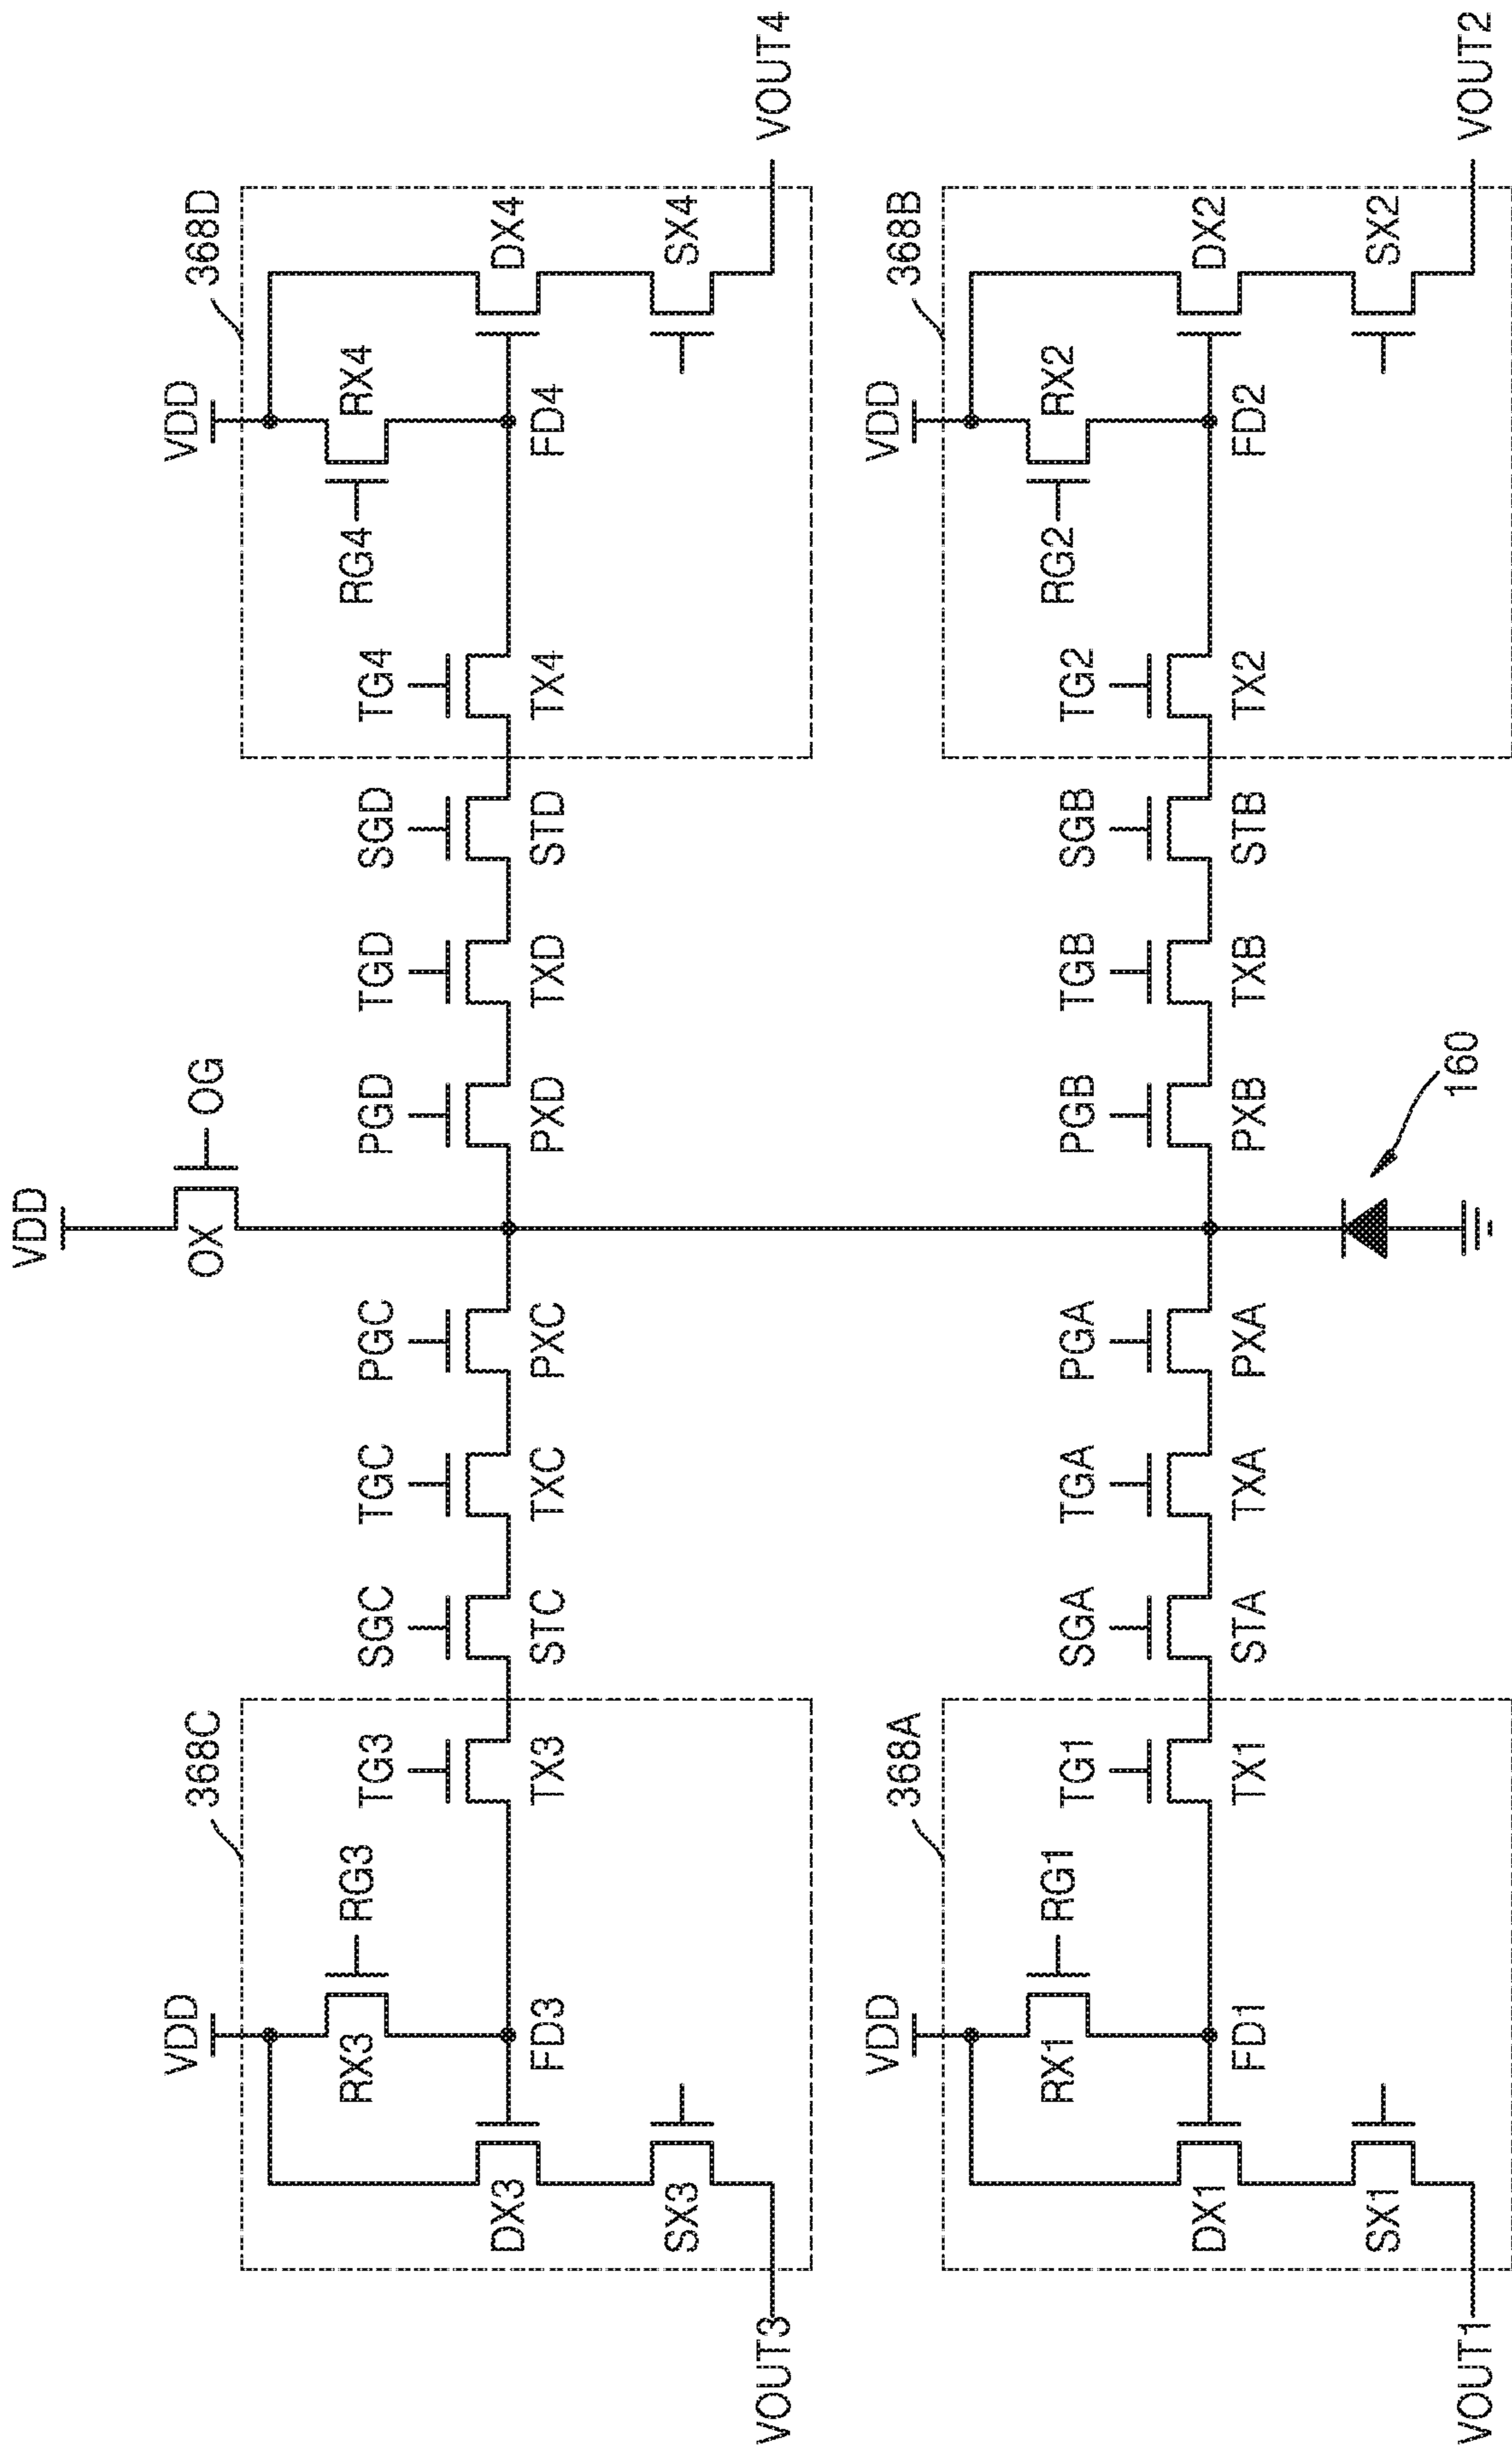 VDD
OX
OG
368C
368D
VDD
RX3
RG3
TG3
SGC
TGC
PGC
PGD
TGD
SGD
TG4
RG4
RX4
VDD
DX3
FD3
TX3
STC
TXC
PXC
PXD
TXD
STD
TX4
FD4
DX4
SX3
SX4
VOUT3
VOUT4
368A
368B
VDD
RX1
RG1
TG1
SGA
TGA
PGA
PGB
TGB
SGB
TG2
RG2
RX2
VDD
DX1
FD1
TX1
STA
TXA
PXA
PXB
TXB
STB
TX2
FD2
DX2
SX1
SX2
160
VOUT1
VOUT2